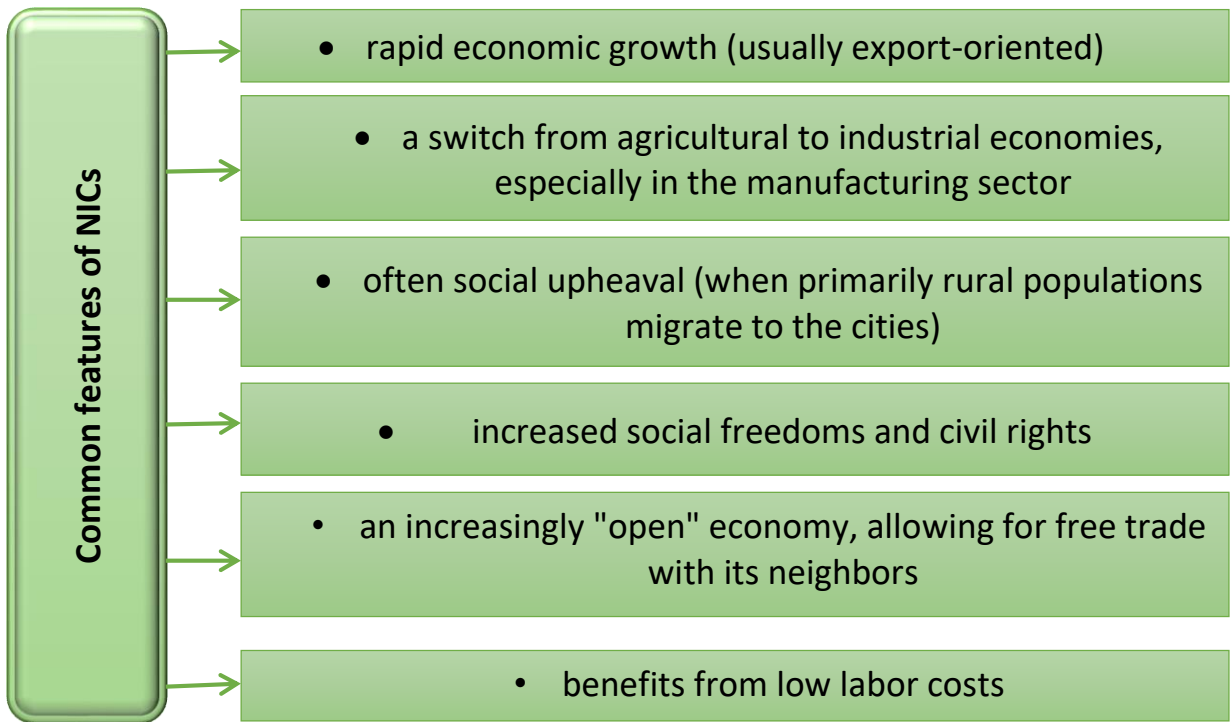 Common features of NICs
• rapid economic growth (usually export-oriented)
• a switch from agricultural to industrial economies,
especially in the manufacturing sector
• often social upheaval (when primarily rural populations
migrate to the cities)
• increased social freedoms and civil rights
• an increasingly "open" economy, allowing for free trade
with its neighbors
• benefits from low labor costs